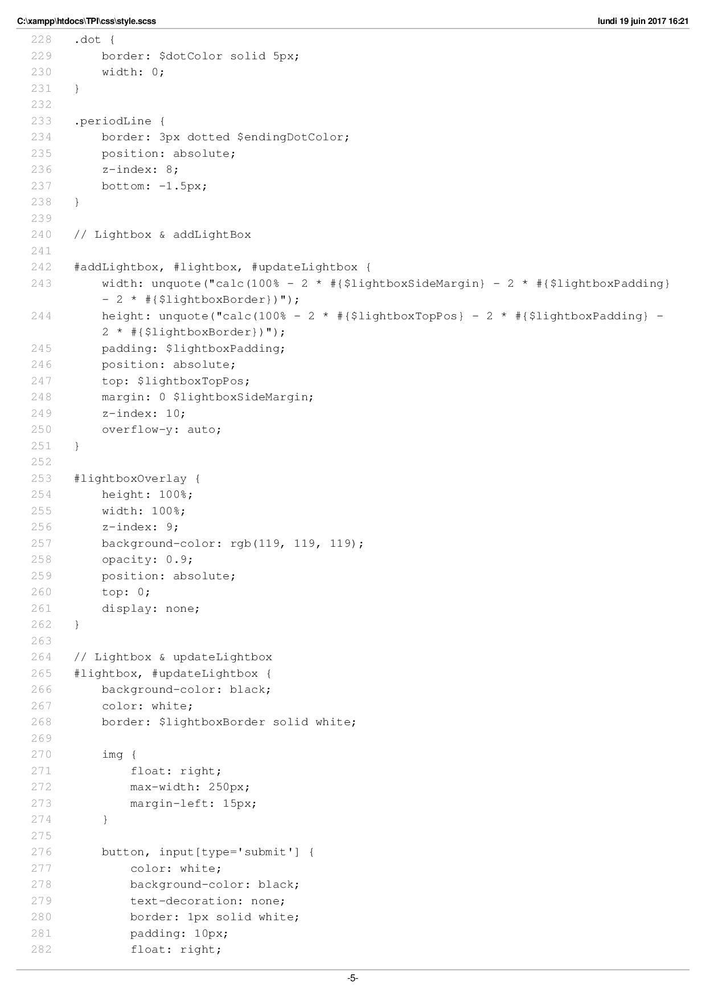 C:\xampp\htdocs\TPI\css\style.scss lundi 19 juin 2017 16:21
228 .dot {
229 border: $dotColor solid 5px;
230 width: 0;
231 }
232
233 .periodLine {
234 border: 3px dotted $endingDotColor;
235 position: absolute;
236 z-index: 8;
237 bottom: -1.5px;
238 }
239
240 // Lightbox & addLightBox
241
242 #addLightbox, #lightbox, #updateLightbox {
243 width: unquote("calc(100% - 2 * #{$lightboxSideMargin} - 2 * #{$lightboxPadding}
- 2 * #{$lightboxBorder})");
244 height: unquote("calc(100% - 2 * #{$lightboxTopPos} - 2 * #{$lightboxPadding} -
2 * #{$lightboxBorder})");
245 padding: $lightboxPadding;
246 position: absolute;
247 top: $lightboxTopPos;
248 margin: 0 $lightboxSideMargin;
249 z-index: 10;
250 overflow-y: auto;
251 }
252
253 #lightboxOverlay {
254 height: 100%;
255 width: 100%;
256 z-index: 9;
257 background-color: rgb(119, 119, 119);
258 opacity: 0.9;
259 position: absolute;
260 top: 0;
261 display: none;
262 }
263
264 // Lightbox & updateLightbox
265 #lightbox, #updateLightbox {
266 background-color: black;
267 color: white;
268 border: $lightboxBorder solid white;
269
270 img {
271 float: right;
272 max-width: 250px;
273 margin-left: 15px;
274 }
275
276 button, input[type='submit'] {
277 color: white;
278 background-color: black;
279 text-decoration: none;
280 border: 1px solid white;
281 padding: 10px;
282 float: right;
-5-